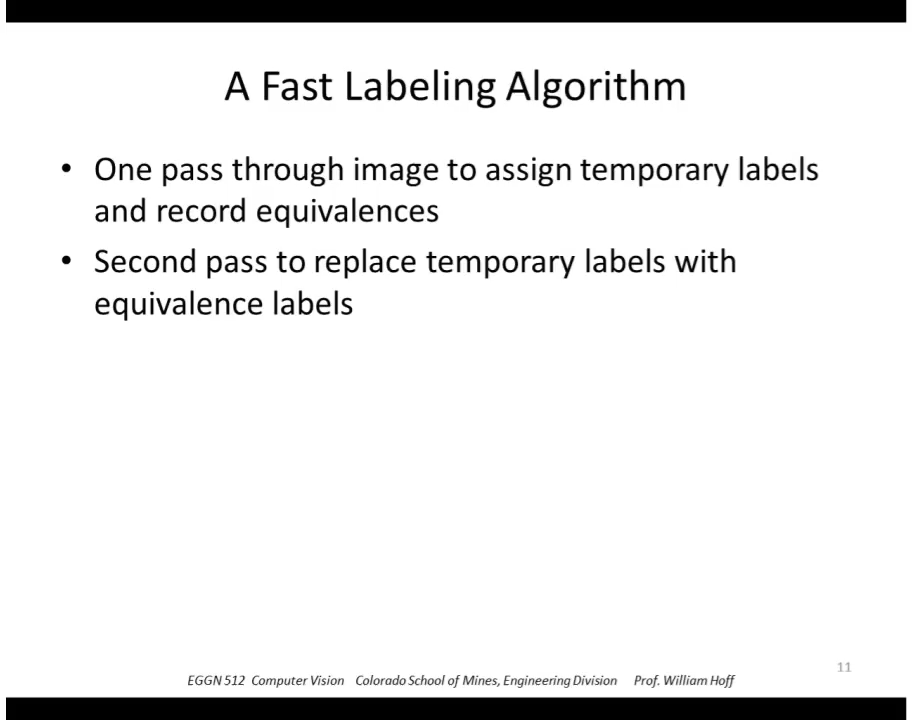 A Fast Labeling Algorithm
• One pass through image to assign temporary labels
and record equivalences
• Second pass to replace temporary labels with
equivalence labels
11
EGGN 512 Computer Vision Colorado School of Mines, Engineering Division Prof. William Hoff